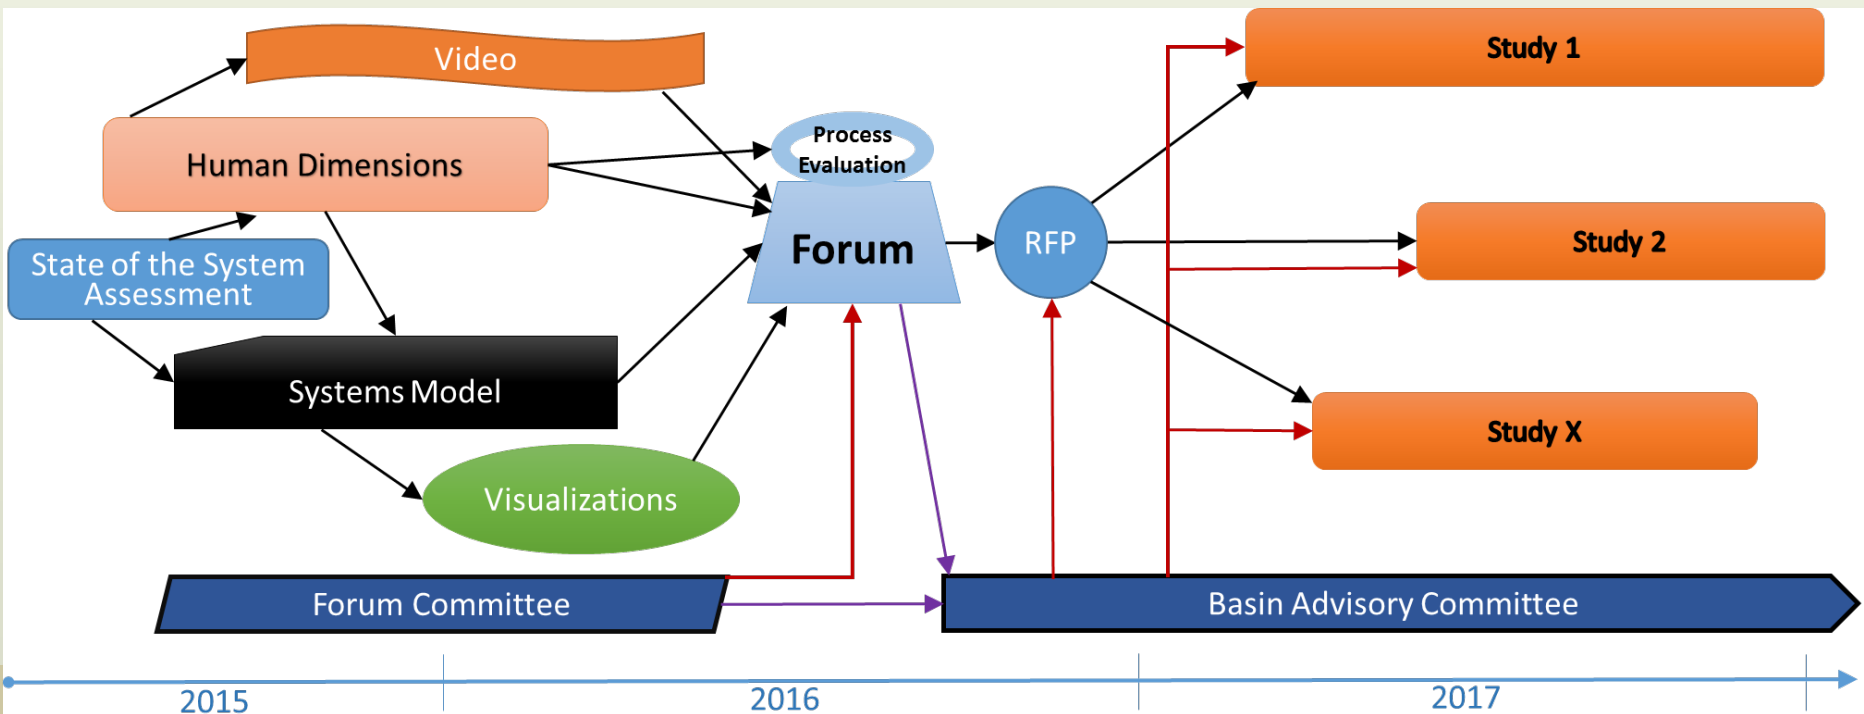 Video
Study 1
Process
Evaluation
Human Dimensions
Forum
RFP
Study 2
State of the System
Assessment
Systems Model
Study X
Visualizations
Forum Committee
Basin Advisory Committee
2015
2016
2017